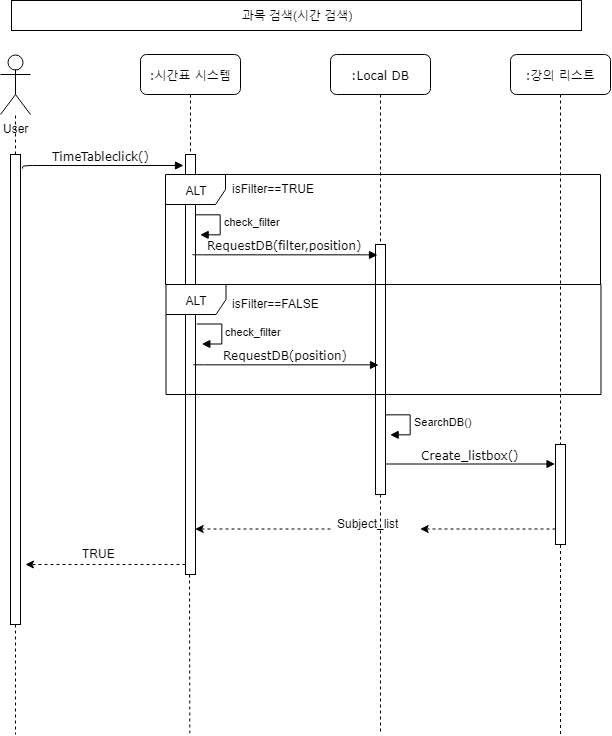 과목 검색(시간 검색)
:시간표 시스템
:Local DB
:강의 리스트
User
TimeTableclick()
ALT
isFilter==TRUE
check_filter
RequestDB(filter,position)
ALT
isFilter==FALSE
check_filter
RequestDB(position)
SearchDB()
Create_listbox()
Subject_list
TRUE